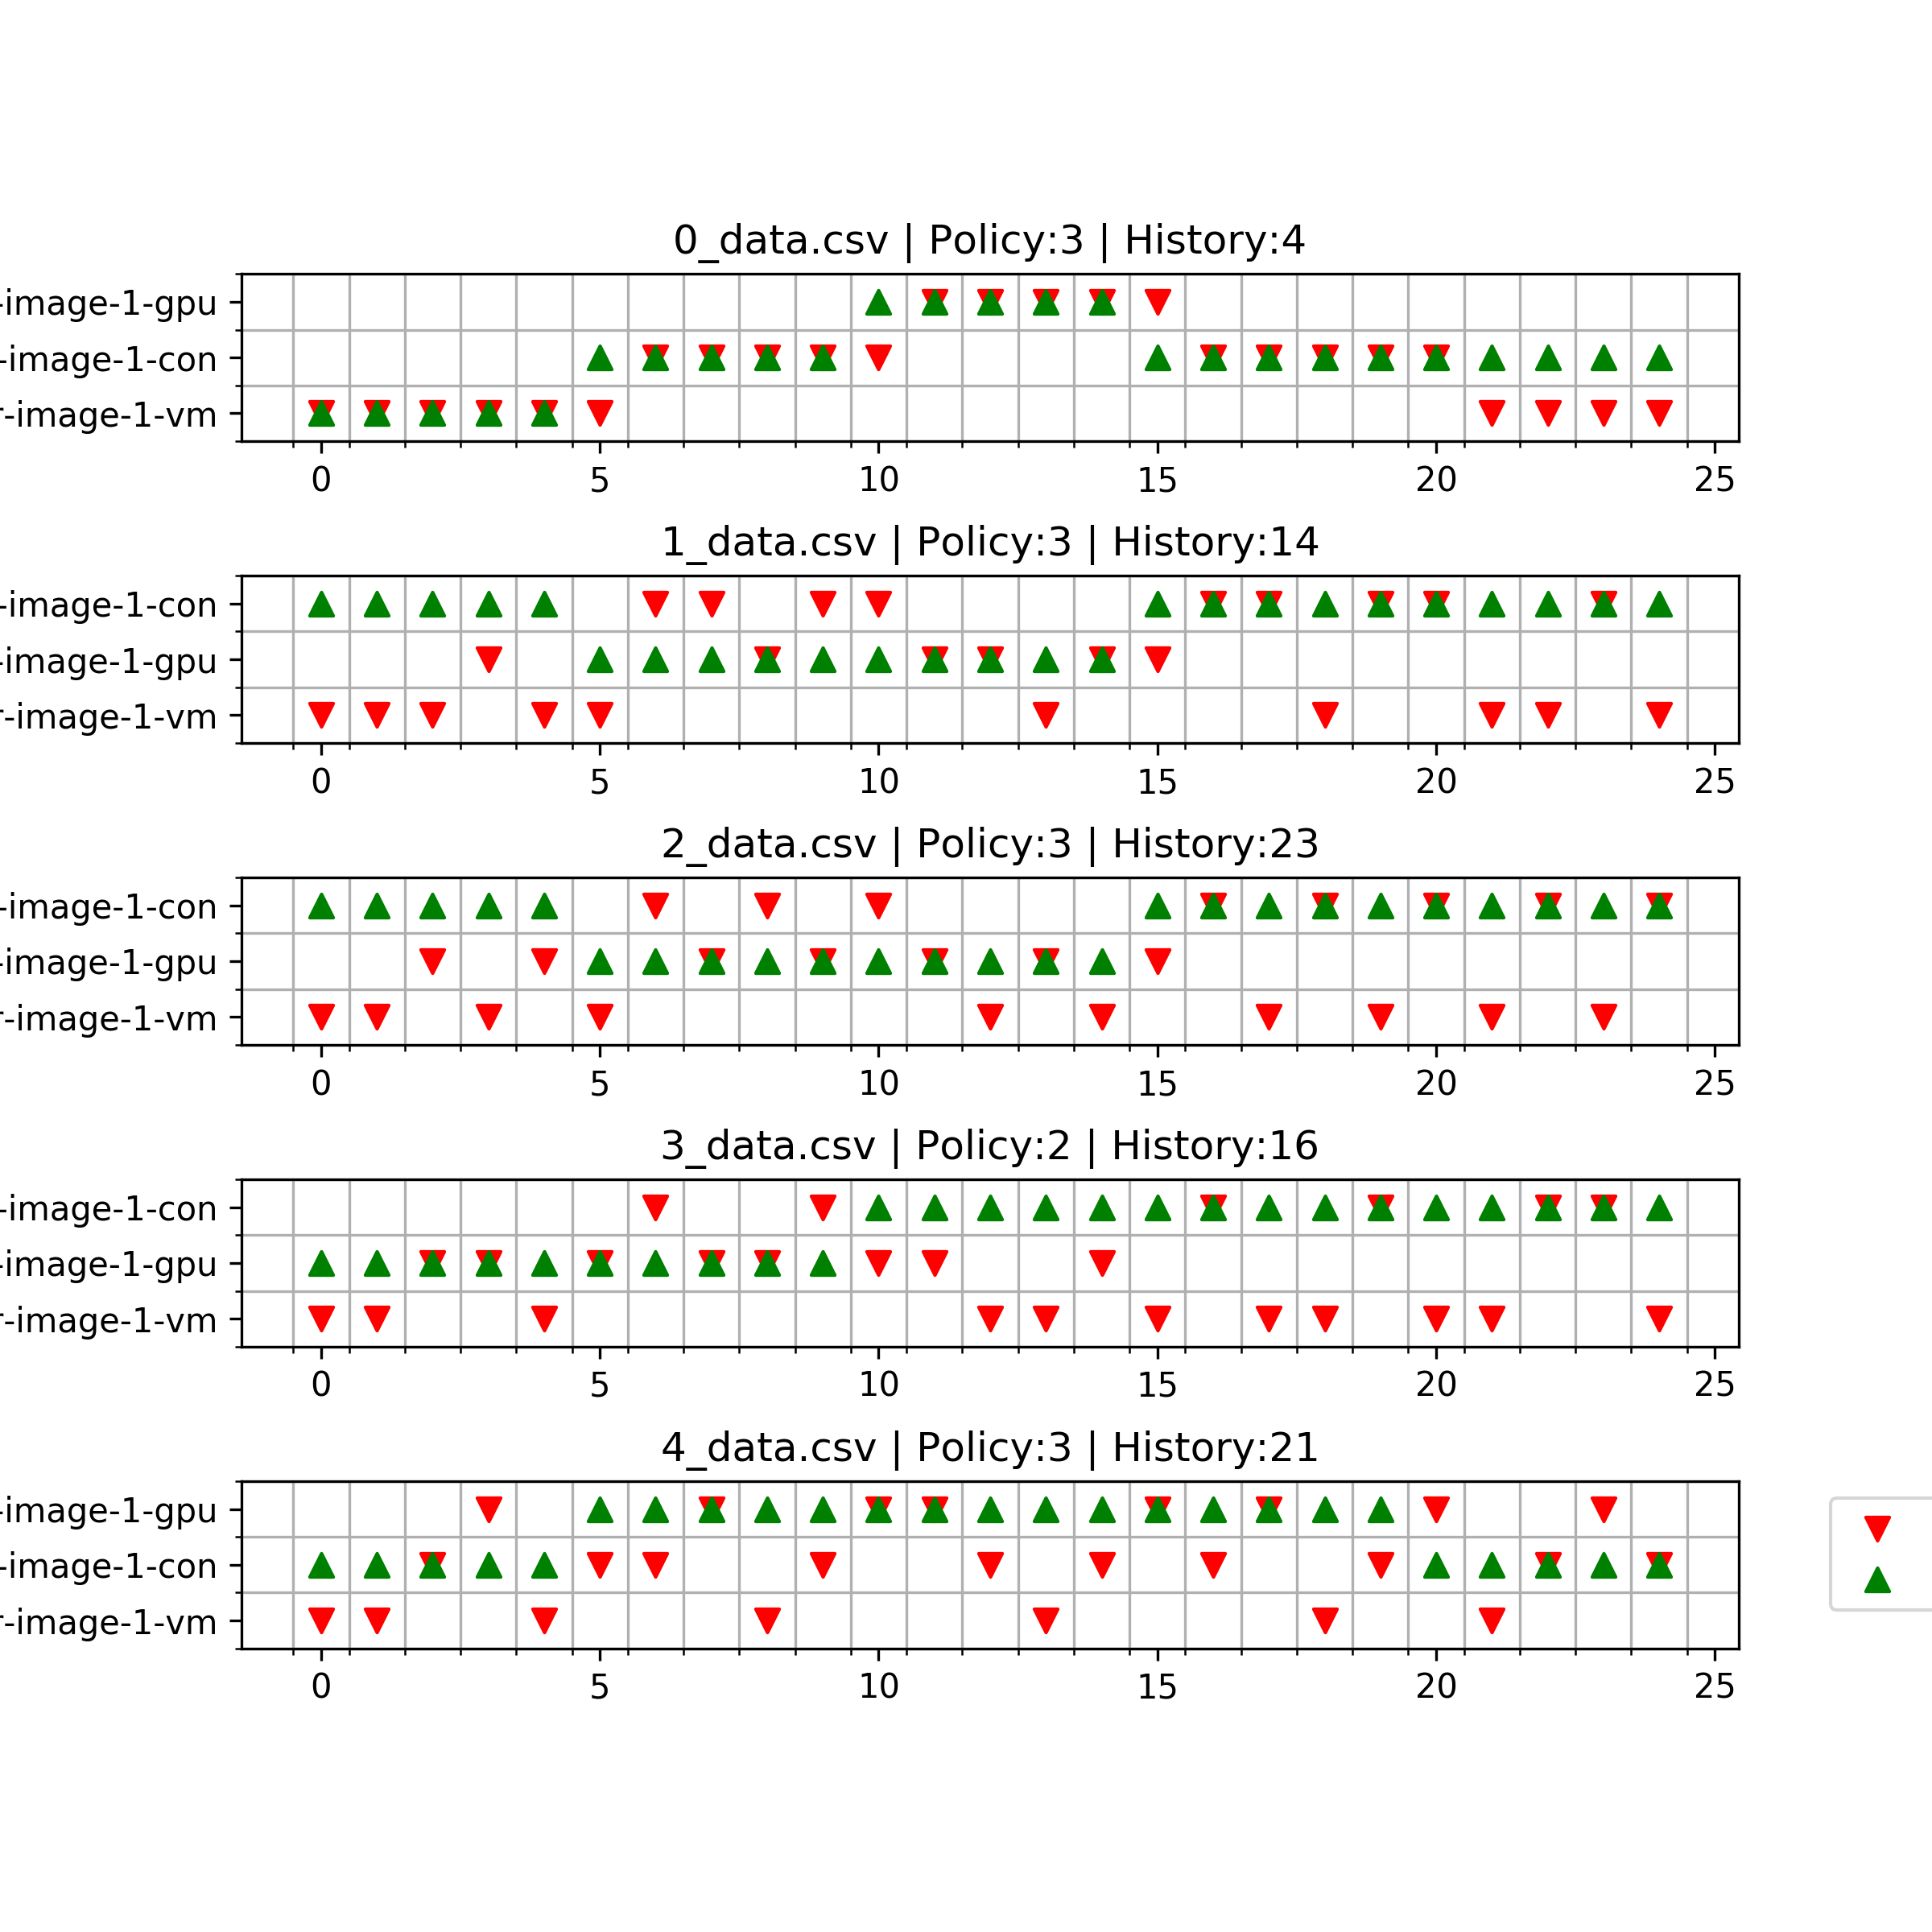 0_data.csv | Policy:3 | History:4
-image-1-gpu
-image-1-con
r-image-1-vm
0 5 10 15 20 25
1_data.csv | Policy:3 | History:14
-image-1-con
-image-1-gpu
r-image-1-vm
0 5 10 15 20 25
2_data.csv | Policy:3 | History:23
-image-1-con
-image-1-gpu
r-image-1-vm
0 5 10 15 20 25
3_data.csv | Policy:2 | History:16
-image-1-con
-image-1-gpu
r-image-1-vm
0 5 10 15 20 25
4_data.csv | Policy:3 | History:21
-image-1-gpu
-image-1-con
r-image-1-vm
0 5 10 15 20 25